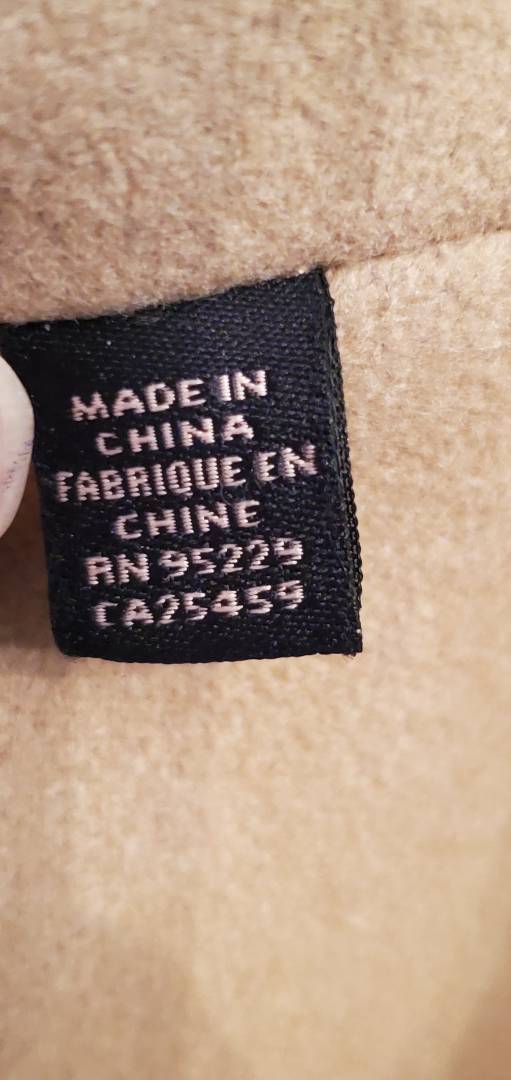 MADE IN
CHINA
FABRIQUE EN
CHINE
RN 95229
CA25459